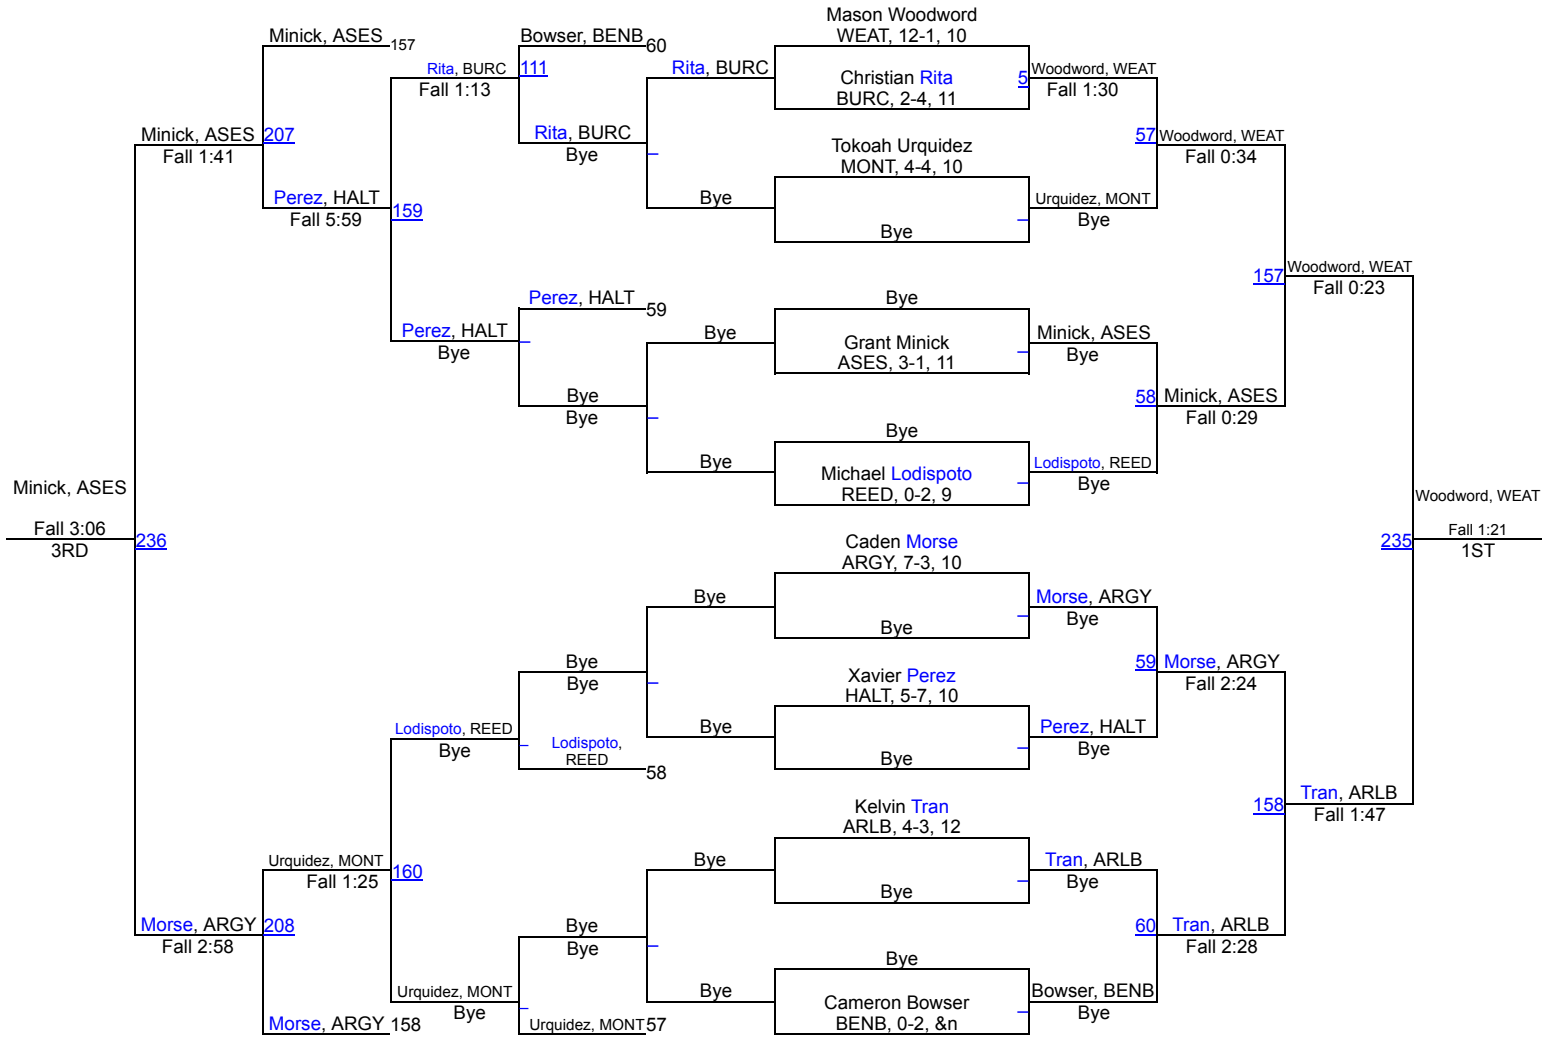 Mason Woodword
Minick, ASES
157
Bowser, BENB
60
WEAT, 12-1, 10
Rita, BURC
111
Fall 1:13
Rita, BURC
Christian Rita
BURC, 2-4, 11
5
Woodword, WEAT
Fall 1:30
Minick, ASES
207
Fall 1:41
Rita, BURC
Bye
Tokoah Urquidez
MONT, 4-4, 10
57
Woodword, WEAT
Fall 0:34
Perez, HALT
Fall 5:59
159
Bye
Bye
Urquidez, MONT
Bye
157
Woodword, WEAT
Fall 0:23
Perez, HALT
59
Bye
Perez, HALT
Bye
Bye
Grant Minick
ASES, 3-1, 11
Minick, ASES
Bye
Bye
Bye
58
Minick, ASES
Fall 0:29
Bye
Bye
Michael Lodispoto
REED, 0-2, 9
Lodispoto, REED
Bye
Minick, ASES
Fall 3:06
3RD
236
Woodword, WEAT
Fall 1:21
1ST
235
Caden Morse
ARGY, 7-3, 10
Bye
Bye
Morse, ARGY
Bye
Bye
Bye
Xavier Perez
HALT, 5-7, 10
59
Morse, ARGY
Fall 2:24
Lodispoto, REED
Bye
Lodispoto,
REED
58
Bye
Bye
Perez, HALT
Bye
158
Tran, ARLB
Fall 1:47
Kelvin Tran
ARLB, 4-3, 12
Urquidez, MONT
Fall 1:25
160
Bye
Bye
Tran, ARLB
Bye
Morse, ARGY
208
Fall 2:58
Bye
Bye
60
Tran, ARLB
Fall 2:28
Bye
Urquidez, MONT
Bye
Bye
Cameron Bowser
BENB, 0-2, &n
Bowser, BENB
Bye
Morse, ARGY
158
Urquidez, MONT
57